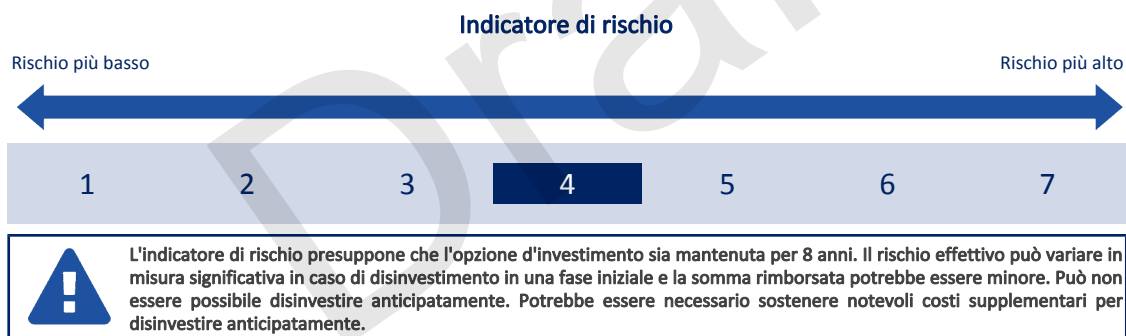 Indicatore di rischio
Rischio più basso
Rischio più alto
1 2 3 4 5 6 7
L'indicatore di rischio presuppone che l'opzione d'investimento sia mantenuta per 8 anni. Il rischio effettivo può variare in
misura significativa in caso di disinvestimento in una fase iniziale e la somma rimborsata potrebbe essere minore. Può non
essere possibile disinvestire anticipatamente. Potrebbe essere necessario sostenere notevoli costi supplementari per
disinvestire anticipatamente.